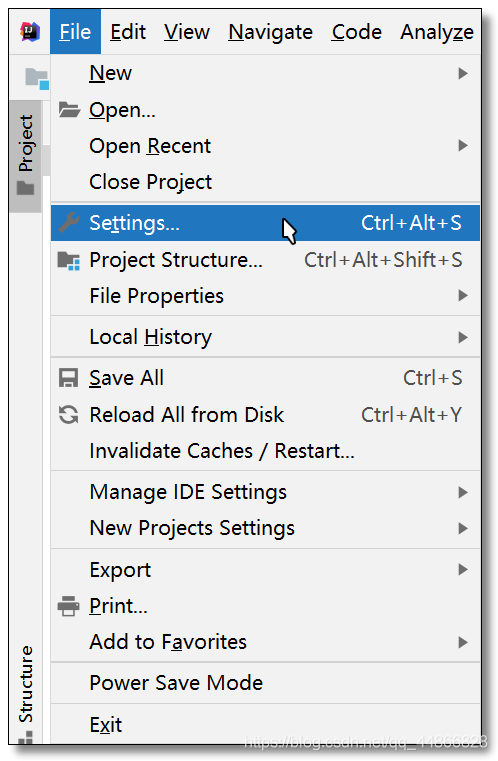 File Edit View Navigate Code Analyze
New
Open...
Open Recent
Close Project
Settings... Ctrl+Alt+S
Project Structure... Ctrl+Alt+Shift+S
File Properties
Local History
Save All Ctrl+S
Reload All from Disk Ctrl+Alt+Y
Invalidate Caches / Restart...
Manage IDE Settings
New Projects Settings
Export
Print...
Add to Favorites
Power Save Mode
Exit
Project
Structure
https://blog.csdn.net/qq_44866828